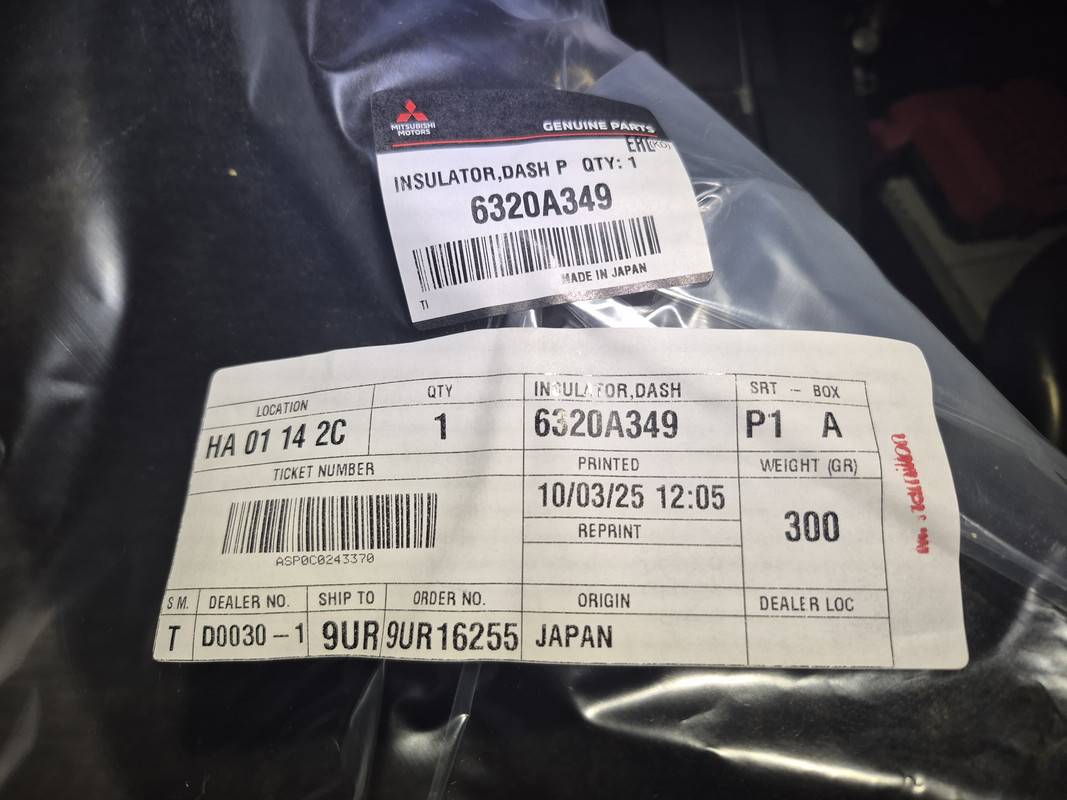 MITSUBISHI
MOTORS
GENUINE PARTS
(KD)
INSULATOR,DASH P QTY: 1
6320A349
MADE IN JAPAN
TI
LOCATION
HA 01 14 2C
QTY
1
INSULATOR,DASH
6320A349
SRT - BOX
P1 A
TICKET NUMBER
ASP0C0243370
PRINTED
10/03/25 12:05
REPRINT
WEIGHT (GR)
300
S M.
T
DEALER NO.
D0030-1
SHIP TO
9UR
ORDER NO.
9UR16255
ORIGIN
JAPAN
DEALER LOC